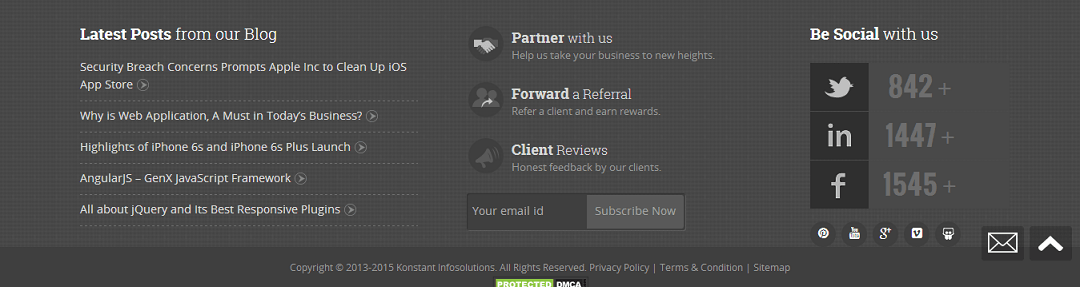 Latest Posts from our Blog
Security Breach Concerns Prompts Apple Inc to Clean Up iOS
App Store
Why is Web Application, A Must in Today's Business?
Highlights of iPhone 6s and iPhone 6s Plus Launch
AngularJS – GenX JavaScript Framework
All about jQuery and Its Best Responsive Plugins
Partner with us
Help us take your business to new heights.
Forward a Referral
Refer a client and earn rewards.
Client Reviews
Honest feedback by our clients.
Your email id
Subscribe Now
Be Social with us
842 +
in 1447 +
f 1545 +
You Tube
g+
Copyright © 2013-2015 Konstant Infosolutions. All Rights Reserved. Privacy Policy | Terms & Condition | Sitemap
PROTECTED DMCA